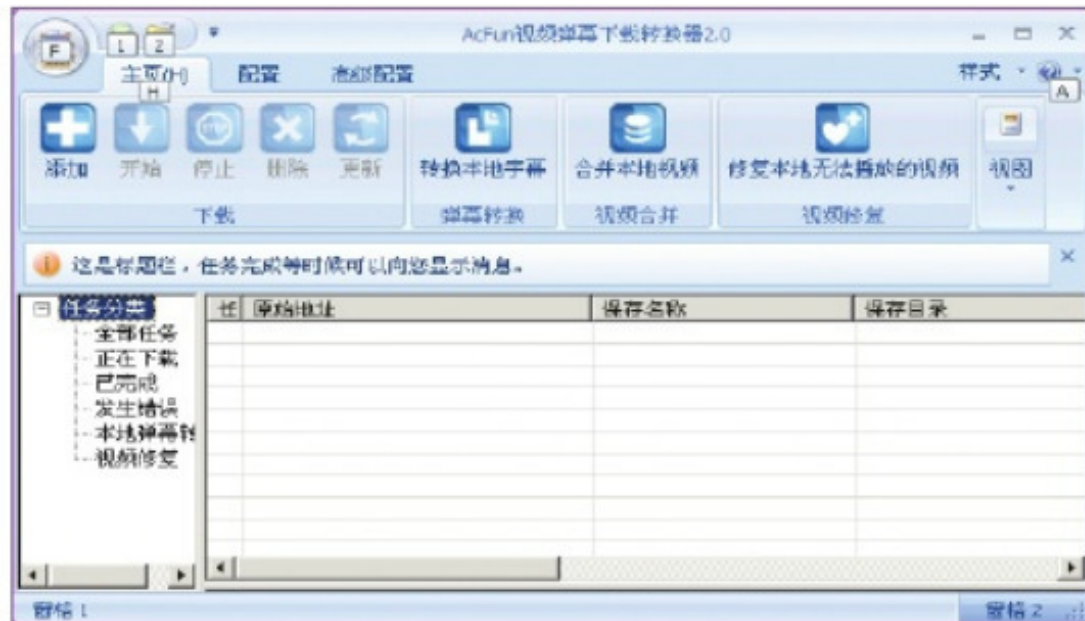 AcFun视频弹幕下载转换器2.0
F
1 2
主页(H) 配置 高级配置 样式
H
A
添加 开始 停止 删除 更新 转换本地字幕 合并本地视频 修复本地无法播放的视频 视图
下载 弹幕转换 视频合并 视频修复
这是标题栏，任务完成等时候可以向您显示消息。
任务分类 任 原始地址 保存名称 保存目录
全部任务
正在下载
已完成
发生错误
本地弹幕转
视频修复
窗格 1 窗格 2